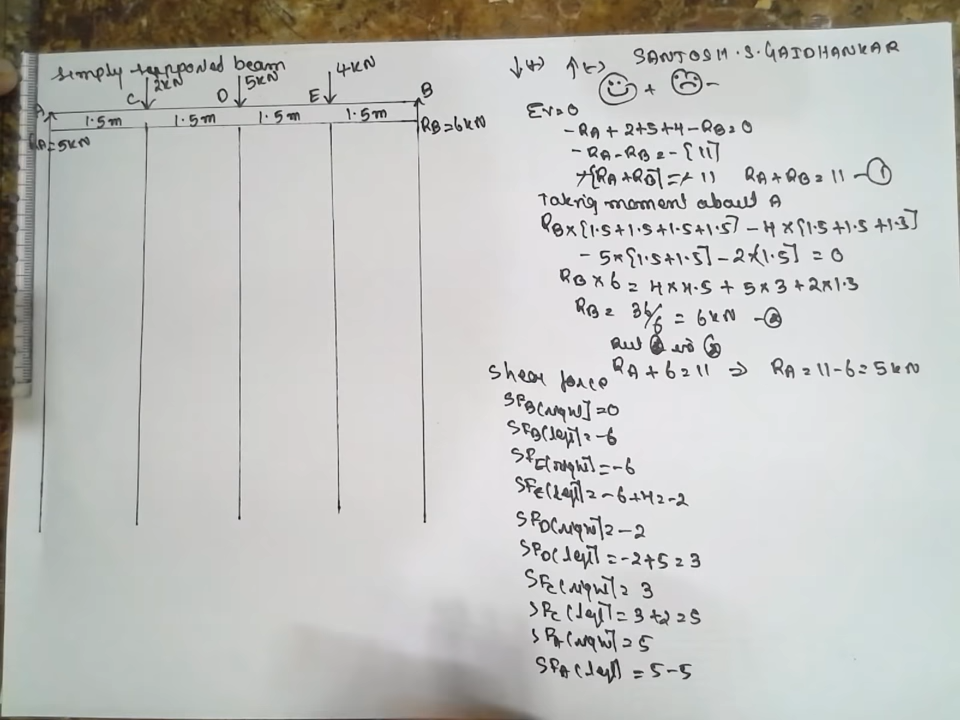 SANTOSH.S.GAIDHANKAR
Simply supported beam
↓(+) ↑(-)
+ -
2kN 5kN 4kN
A C D E B
1.5m 1.5m 1.5m 1.5m
RA=5kN RB=6kN
Σv=0
-RA+2+5+4-RB=0
-RA-RB=-[11]
-[RA+RB]=-11 RA+RB=11-①
Taking moment about A
RB×[1.5+1.5+1.5+1.5]-4×[1.5+1.5+1.5]
-5×[1.5+1.5]-2×[1.5]=0
RB×6=4×4.5+5×3+2×1.5
RB=36/6=6kN-②
Put in
RA+6=11 ⇒ RA=11-6=5kN
Shear force
SFB(right)=0
SFB(left)=-6
SFE(right)=-6
SFE(left)=-6+4=-2
SFD(right)=-2
SFD(left)=-2+5=3
SFC(right)=3
SFC(left)=3+2=5
SFA(right)=5
SFA(left)=5-5